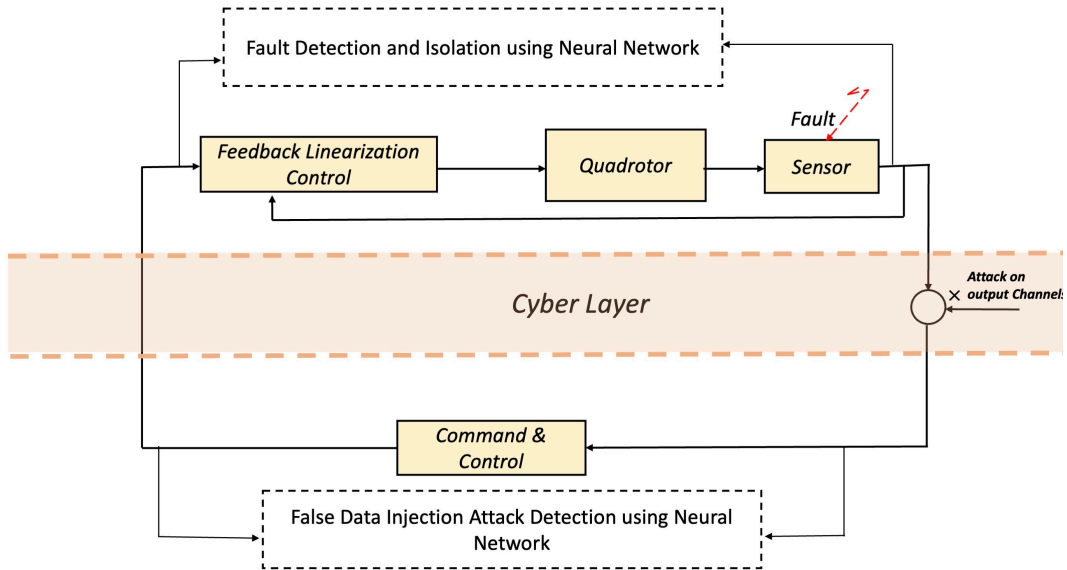 Fault Detection and Isolation using Neural Network
Fault
Feedback Linearization
Control
Quadrotor
Sensor
Cyber Layer
Attack on
× output Channels
Command &
Control
False Data Injection Attack Detection using Neural
Network